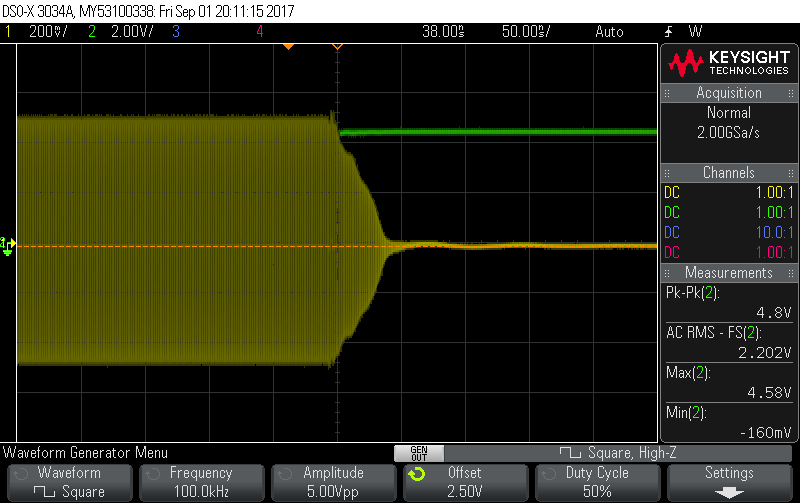 DSO-X 3034A, MY53100338: Fri Sep 01 20:11:15 2017
1 200V/ 2 2.00V/ 3 4 38.00s 50.00s/ Auto W
KEYSIGHT
TECHNOLOGIES
Acquisition
Normal
2.00GSa/s
Channels
DC 1.00:1
DC 1.00:1
DC 10.0:1
DC 1.00:1
Measurements
Pk-Pk(2):
4.8V
AC RMS - FS(2):
2.202V
Max(2):
4.58V
Min(2):
-160mV
Waveform Generator Menu
GEN OUT
Square, High-Z
Waveform
Square
Frequency
100.0kHz
Amplitude
5.00Vpp
Offset
2.50V
Duty Cycle
50%
Settings